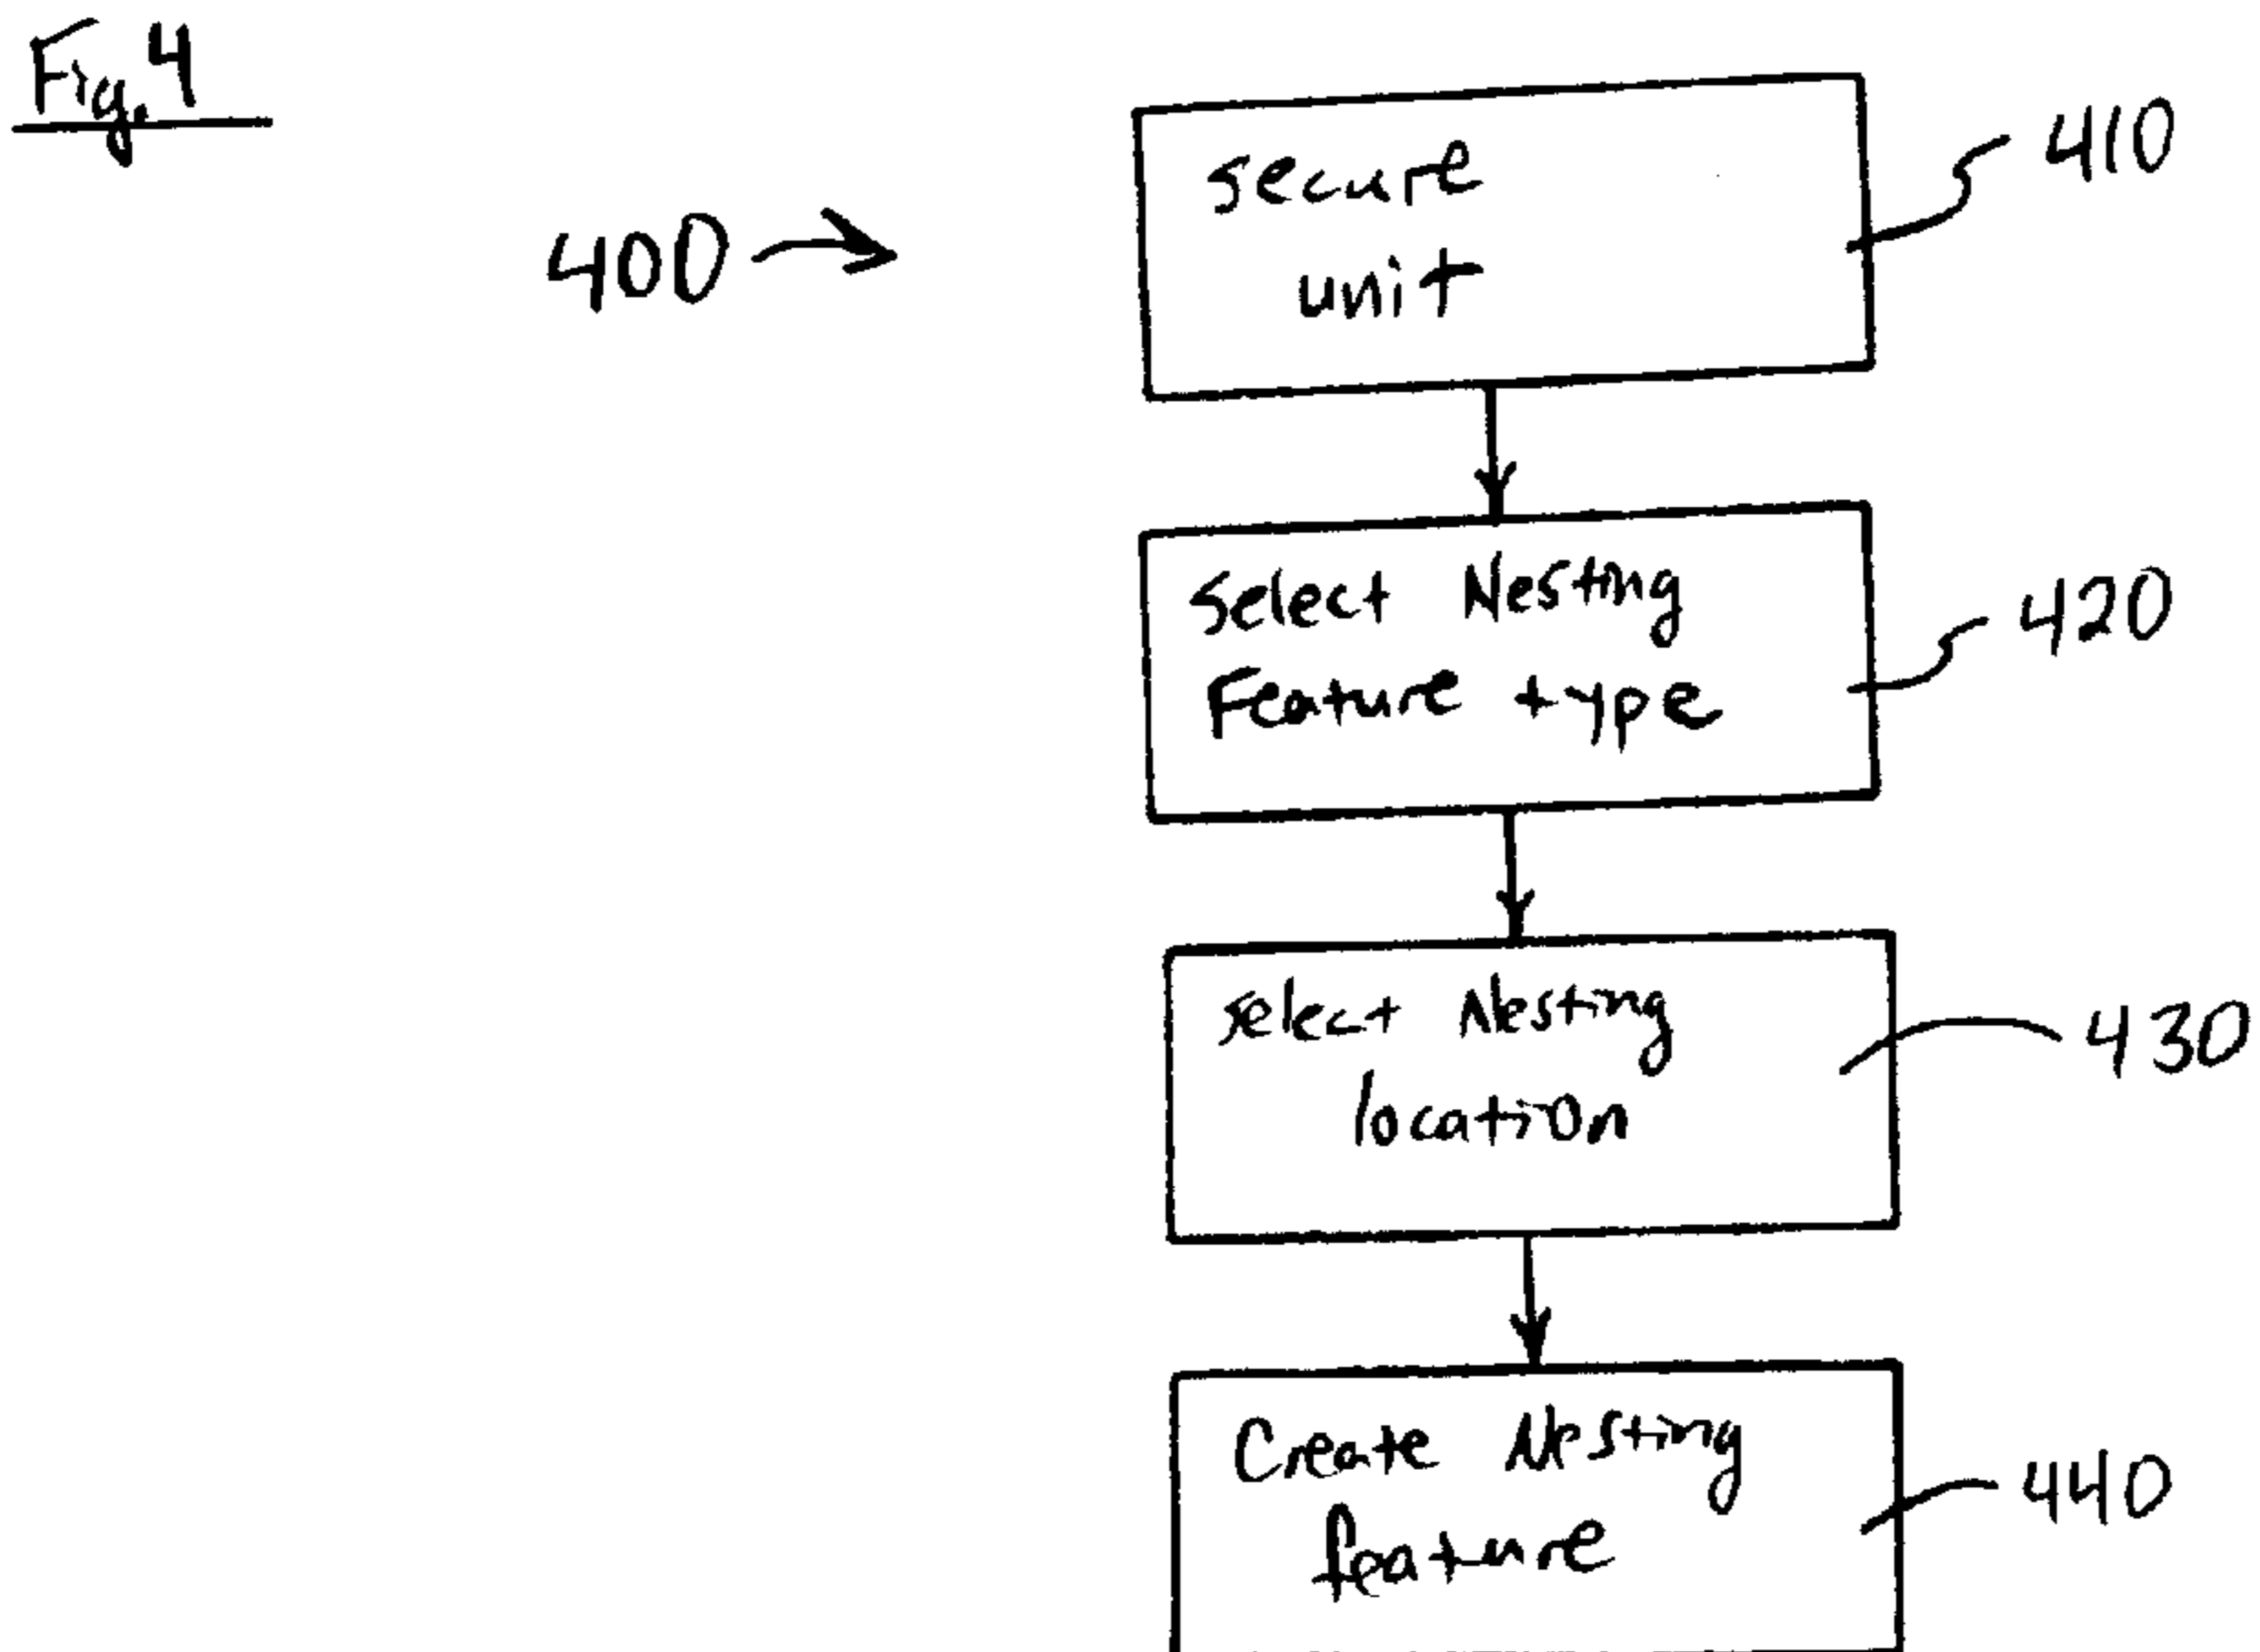 Fig. 4
400
secure
unit
410
Select Nesting
Feature type
420
select Nesting
location
430
Create Nesting
feature
440